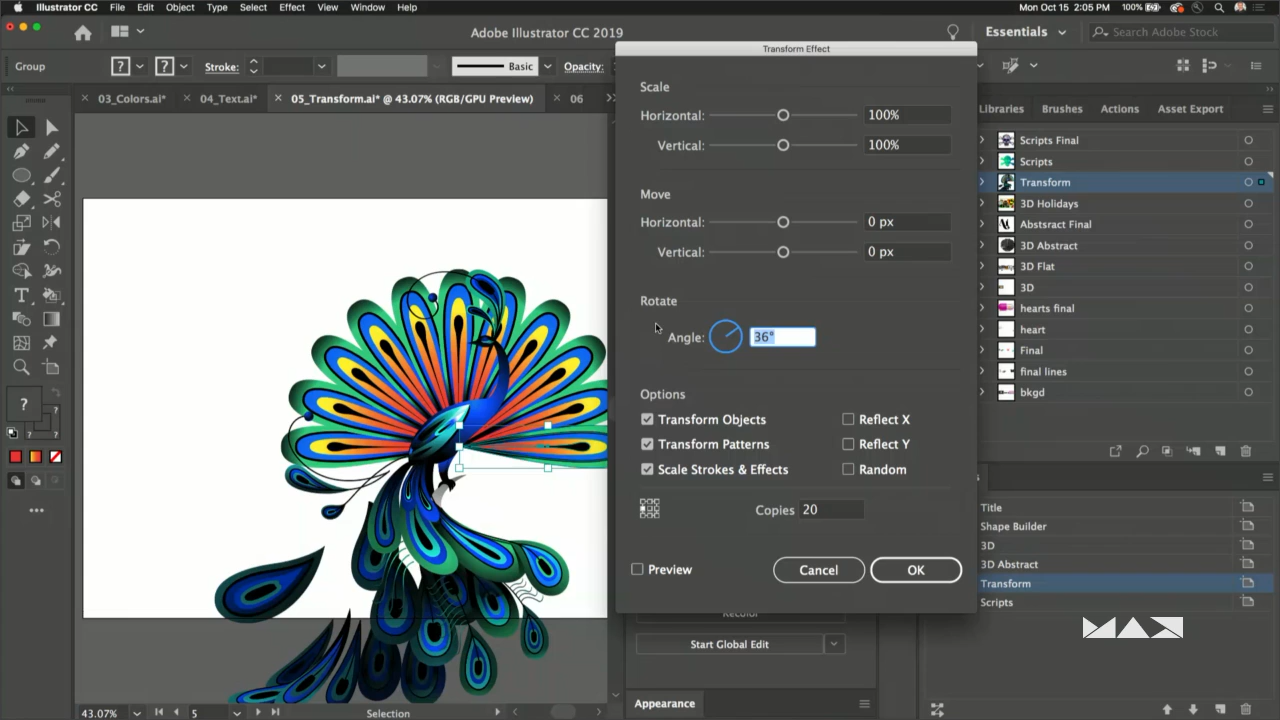 Illustrator CC File Edit Object Type Select Effect View Window Help Mon Oct 15 2:05 PM 100%
Adobe Illustrator CC 2019 Essentials Search Adobe Stock
Transform Effect
Group ? ? Stroke: Basic Opacity:
03_Colors.ai* 04_Text.ai* 05_Transform.ai* @ 43.07% (RGB/GPU Preview) 06
Libraries Brushes Actions Asset Export
Scale
Horizontal: 100%
Vertical: 100%
Move
Horizontal: 0 px
Vertical: 0 px
Rotate
Angle: 36°
Options
Transform Objects Reflect X
Transform Patterns Reflect Y
Scale Strokes & Effects Random
Copies 20
Preview Cancel OK
Scripts Final
Scripts
Transform
3D Holidays
Abstsract Final
3D Abstract
3D Flat
3D
hearts final
heart
Final
final lines
bkgd
Title
Shape Builder
3D
3D Abstract
Transform
Scripts
MAX
?
?
? ?
Recolor
Start Global Edit
Appearance
43.07% 5 Selection